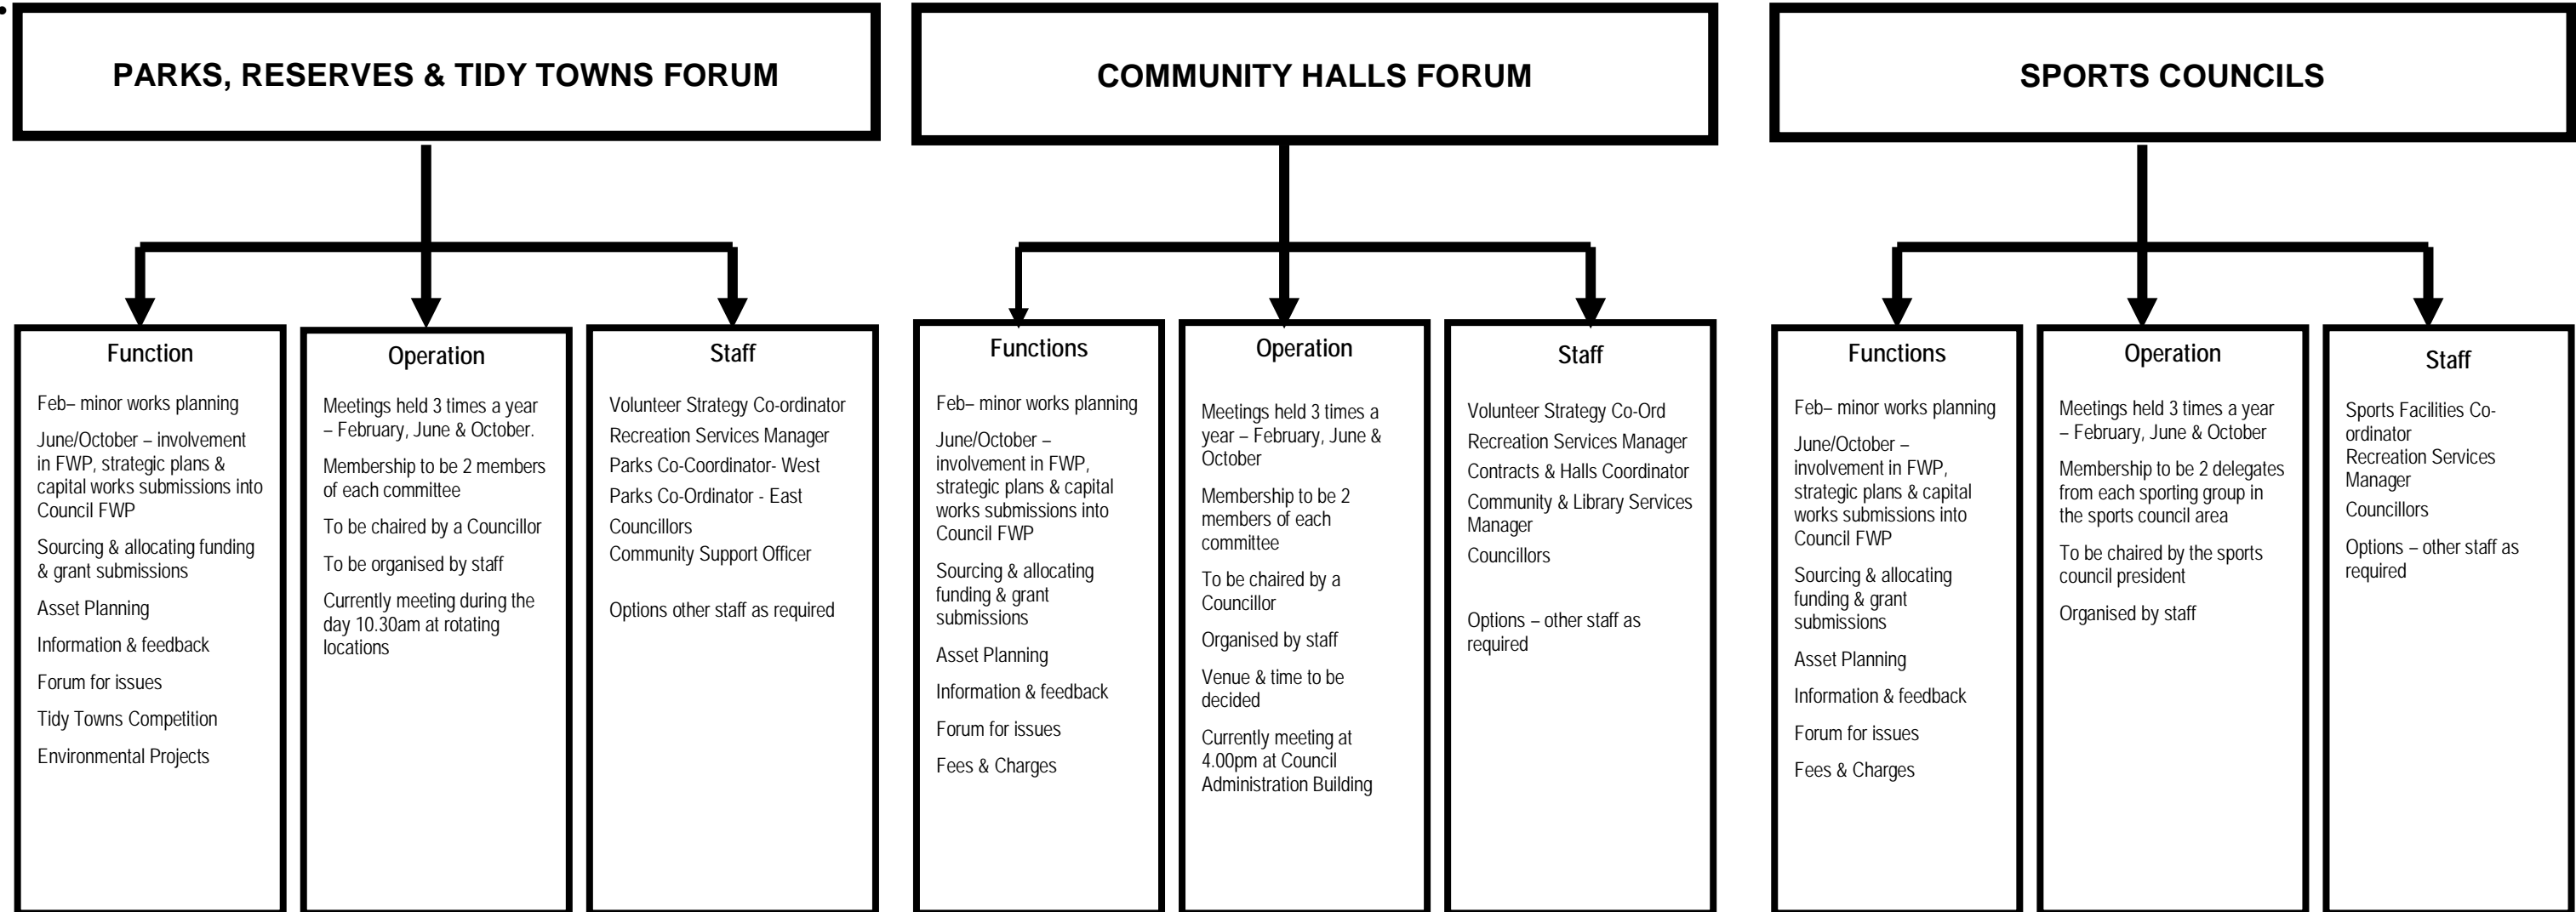 •
PARKS, RESERVES & TIDY TOWNS FORUM
Function
Feb– minor works planning
June/October – involvement
in FWP, strategic plans &
capital works submissions into
Council FWP
Sourcing & allocating funding
& grant submissions
Asset Planning
Information & feedback
Forum for issues
Tidy Towns Competition
Environmental Projects
Operation
Meetings held 3 times a year
– February, June & October.
Membership to be 2 members
of each committee
To be chaired by a Councillor
To be organised by staff
Currently meeting during the
day 10.30am at rotating
locations
Staff
Volunteer Strategy Co-ordinator
Recreation Services Manager
Parks Co-Coordinator- West
Parks Co-Ordinator - East
Councillors
Community Support Officer
Options other staff as required
COMMUNITY HALLS FORUM
Functions
Feb– minor works planning
June/October –
involvement in FWP,
strategic plans & capital
works submissions into
Council FWP
Sourcing & allocating
funding & grant
submissions
Asset Planning
Information & feedback
Forum for issues
Fees & Charges
Operation
Meetings held 3 times a
year – February, June &
October
Membership to be 2
members of each
committee
To be chaired by a
Councillor
Organised by staff
Venue & time to be
decided
Currently meeting at
4.00pm at Council
Administration Building
Staff
Volunteer Strategy Co-Ord
Recreation Services Manager
Contracts & Halls Coordinator
Community & Library Services
Manager
Councillors
Options – other staff as
required
SPORTS COUNCILS
Functions
Feb– minor works planning
June/October –
involvement in FWP,
strategic plans & capital
works submissions into
Council FWP
Sourcing & allocating
funding & grant
submissions
Asset Planning
Information & feedback
Forum for issues
Fees & Charges
Operation
Meetings held 3 times a year
– February, June & October
Membership to be 2 delegates
from each sporting group in
the sports council area
To be chaired by the sports
council president
Organised by staff
Staff
Sports Facilities Co-
ordinator
Recreation Services
Manager
Councillors
Options – other staff as
required